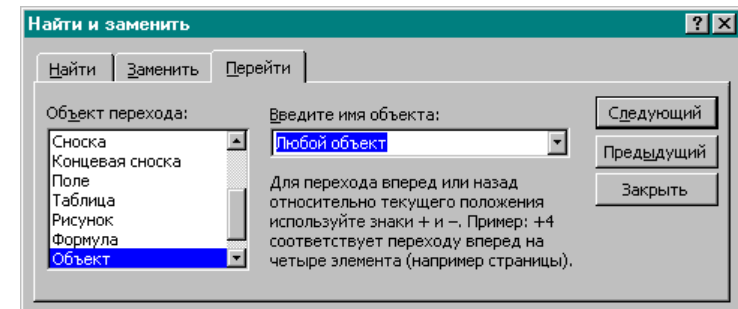 Найти и заменить
Найти
Заменить
Перейти
Объект перехода:
Сноска
Концевая сноска
Поле
Таблица
Рисунок
Формула
Объект
Введите имя объекта:
Любой объект
Для перехода вперед или назад
относительно текущего положения
используйте знаки + и –. Пример: +4
соответствует переходу вперед на
четыре элемента (например страницы).
Следующий
Предыдущий
Закрыть